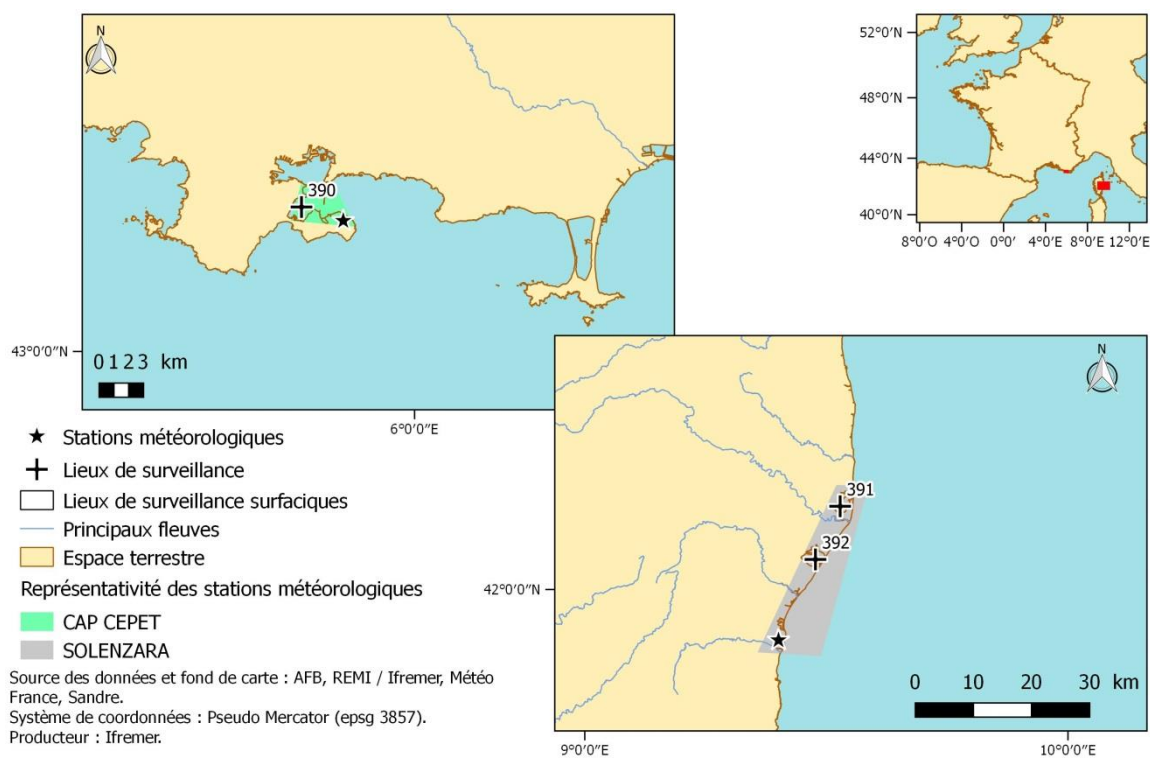 N
390
43°0'0"N
0 1 2 3 km
6°0'0"E
52°0'N
48°0'N
44°0'N
40°0'N
8°0'O 4°0'O 0°0' 4°0'E 8°0'E 12°0'E
N
391
392
42°0'0"N
0 10 20 30 km
9°0'0"E
10°0'0"E
Stations météorologiques
Lieux de surveillance
Lieux de surveillance surfaciques
Principaux fleuves
Espace terrestre
Représentativité des stations météorologiques
CAP CEPET
SOLENZARA
Source des données et fond de carte : AFB, REMI / Ifremer, Météo
France, Sandre.
Système de coordonnées : Pseudo Mercator (epsg 3857).
Producteur : Ifremer.